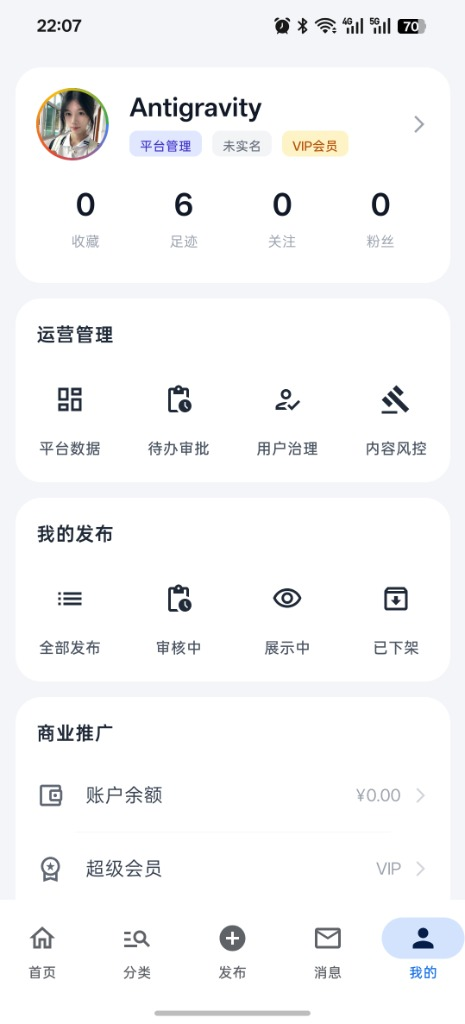 22:07 4G 5G 70
Antigravity
平台管理 未实名 VIP会员
0 6 0 0
收藏 足迹 关注 粉丝
运营管理
平台数据 待办审批 用户治理 内容风控
我的发布
全部发布 审核中 展示中 已下架
商业推广
账户余额 ¥0.00
超级会员 VIP
首页 分类 发布 消息 我的